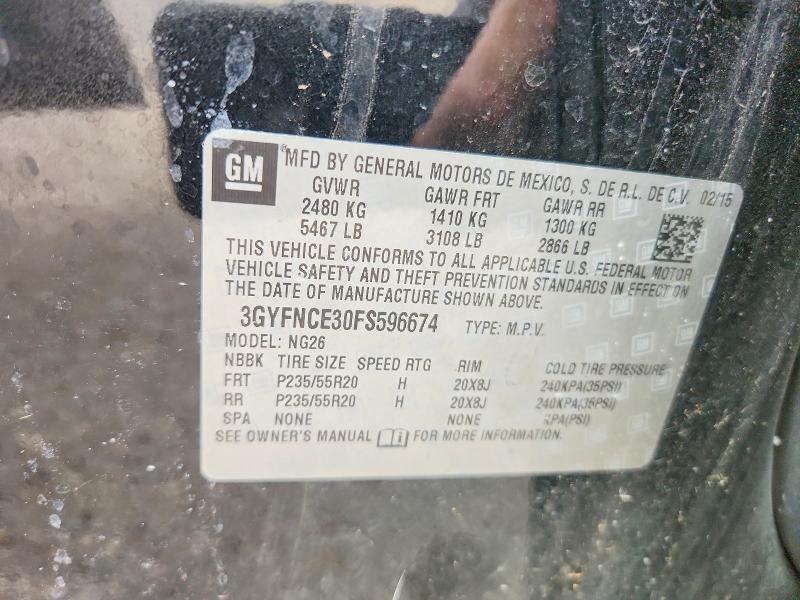 GM ® MFD BY GENERAL MOTORS DE MEXICO, S. DE R.L. DE C.V. 02/15
GVWR GAWR FRT GAWR RR
2480 KG 1410 KG 1300 KG
5467 LB 3108 LB 2866 LB
THIS VEHICLE CONFORMS TO ALL APPLICABLE U.S. FEDERAL MOTOR
VEHICLE SAFETY AND THEFT PREVENTION STANDARDS IN EFFECT ON
THE DATE OF MANUFACTURE SHOWN ABOVE.
3GYFNCE30FS596674 TYPE: M.P.V.
MODEL: NG26
NBBK TIRE SIZE SPEED RTG RIM COLD TIRE PRESSURE
FRT P235/55R20 H 20X8J 240KPA(35PSI)
RR P235/55R20 H 20X8J 240KPA(35PSI)
SPA NONE NONE KPA(PSI)
SEE OWNER'S MANUAL FOR MORE INFORMATION.